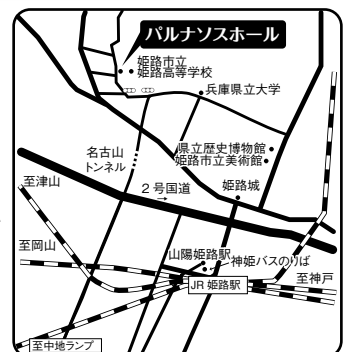 パルナソスホール
姫路市立
姫路高等学校
兵庫県立大学
県立歴史博物館
姫路市立美術館
名古山
トンネル
至津山
2号国道
→
姫路城
至岡山
山陽姫路駅
神姫バスのりば
JR 姫路駅
至神戸
至中地ランプ